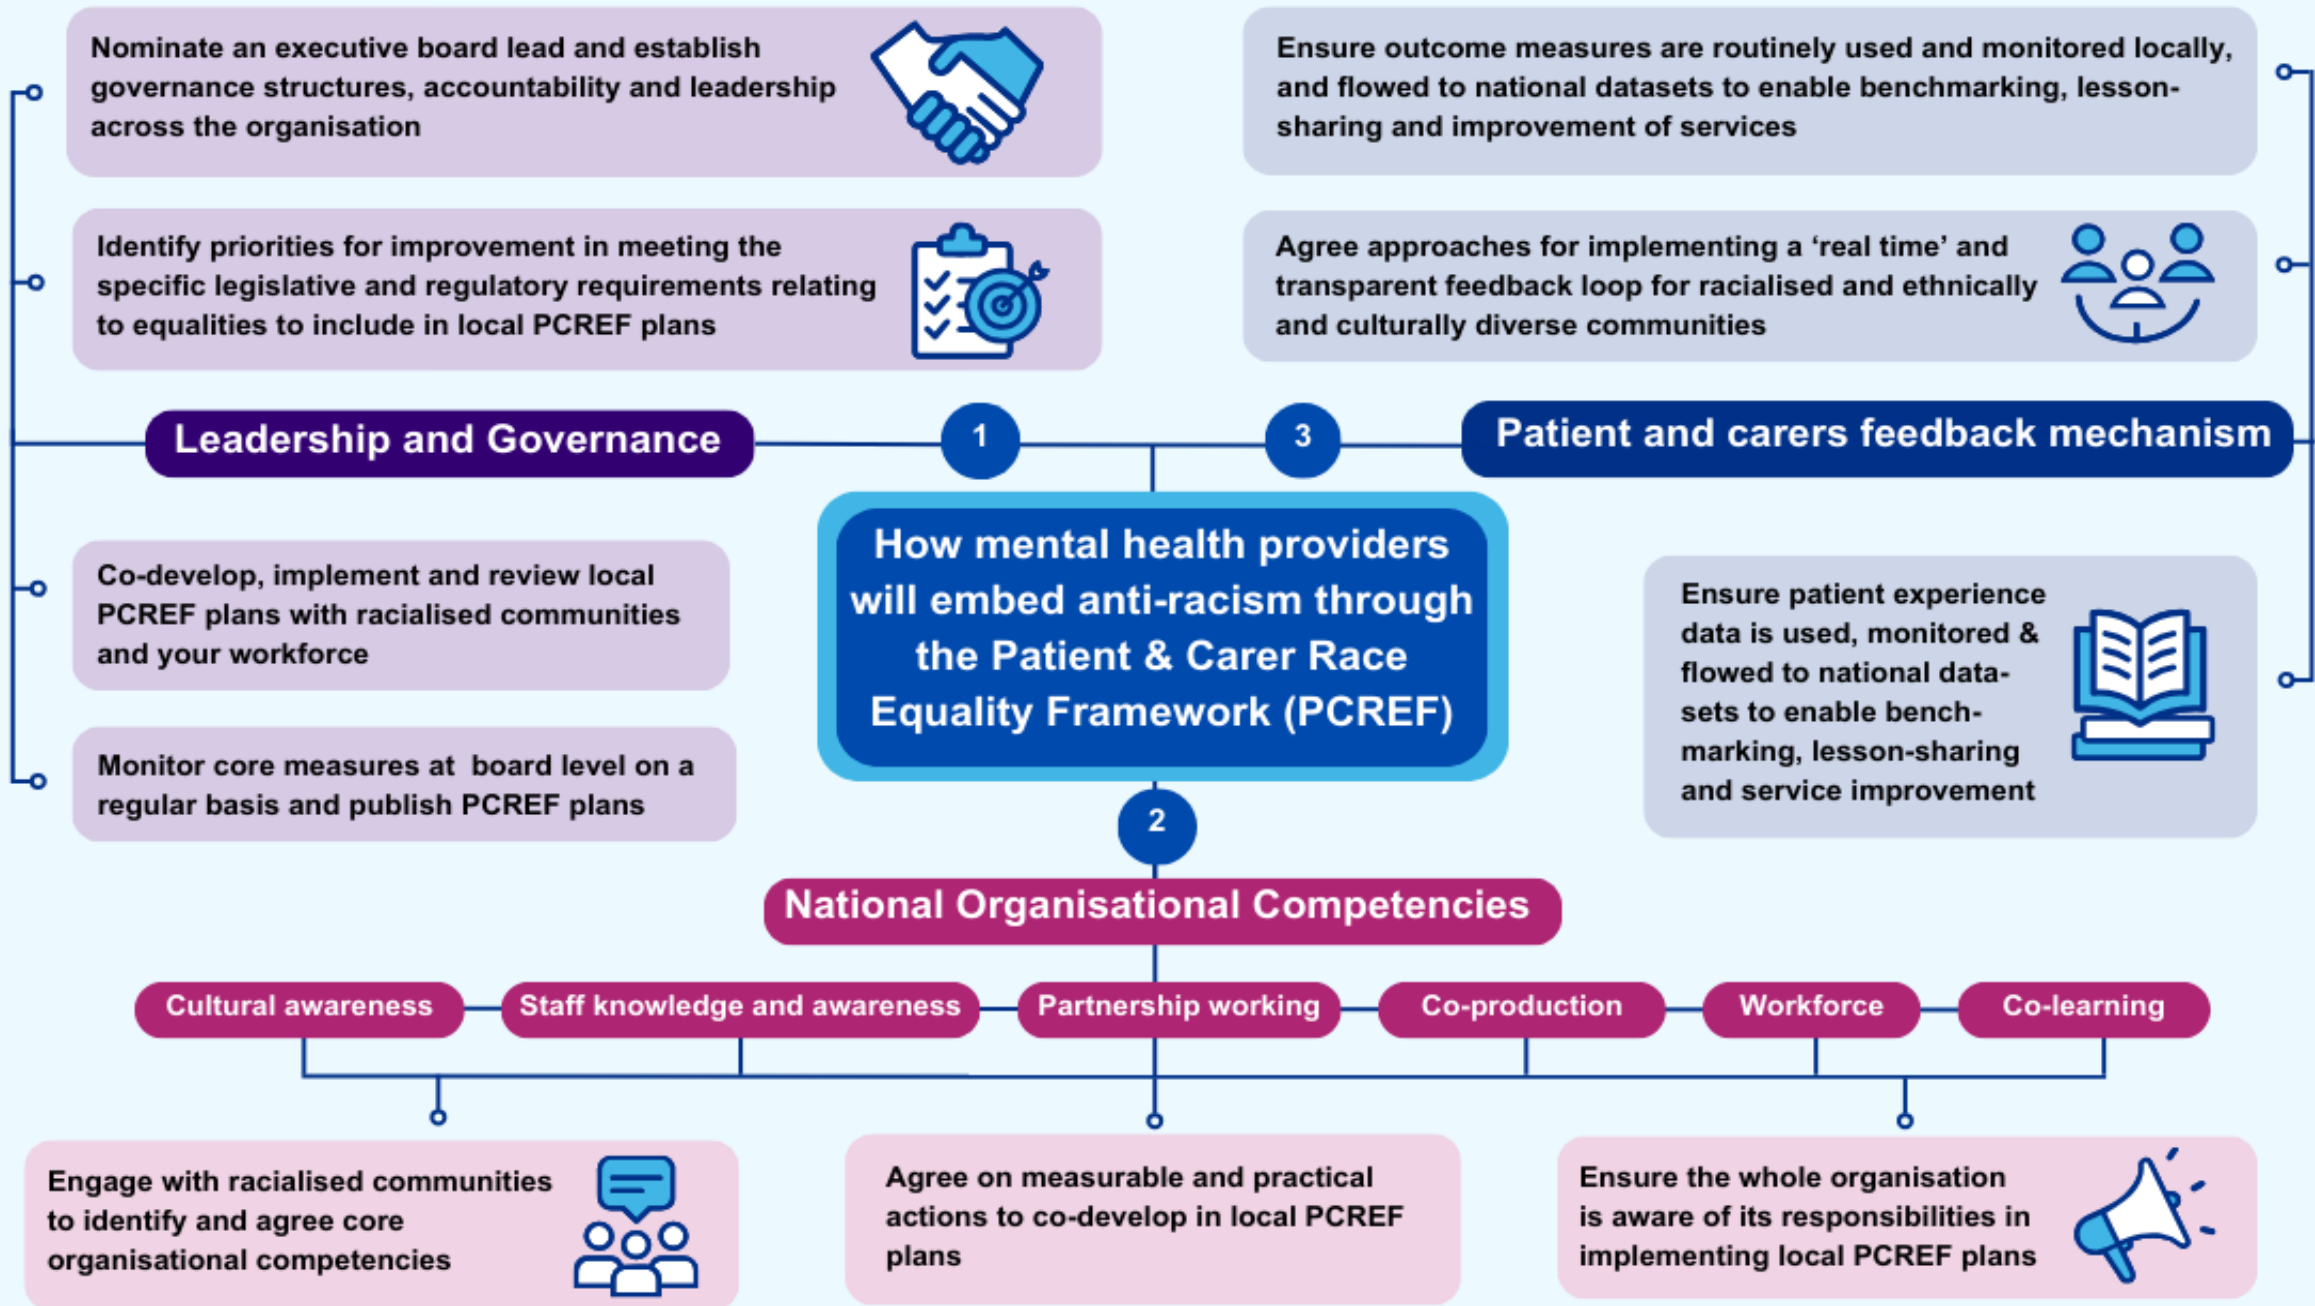 Nominate an executive board lead and establish
governance structures, accountability and leadership
across the organisation
Identify priorities for improvement in meeting the
specific legislative and regulatory requirements relating
to equalities to include in local PCREF plans
Leadership and Governance
1
Co-develop, implement and review local
PCREF plans with racialised communities
and your workforce
Monitor core measures at board level on a
regular basis and publish PCREF plans
Ensure outcome measures are routinely used and monitored locally,
and flowed to national datasets to enable benchmarking, lesson-
sharing and improvement of services
Agree approaches for implementing a ‘real time’ and
transparent feedback loop for racialised and ethnically
and culturally diverse communities
3
Patient and carers feedback mechanism
Ensure patient experience
data is used, monitored &
flowed to national data-
sets to enable bench-
marking, lesson-sharing
and service improvement
How mental health providers
will embed anti-racism through
the Patient & Carer Race
Equality Framework (PCREF)
2
National Organisational Competencies
Cultural awareness
Staff knowledge and awareness
Partnership working
Co-production
Workforce
Co-learning
Engage with racialised communities
to identify and agree core
organisational competencies
Agree on measurable and practical
actions to co-develop in local PCREF
plans
Ensure the whole organisation
is aware of its responsibilities in
implementing local PCREF plans